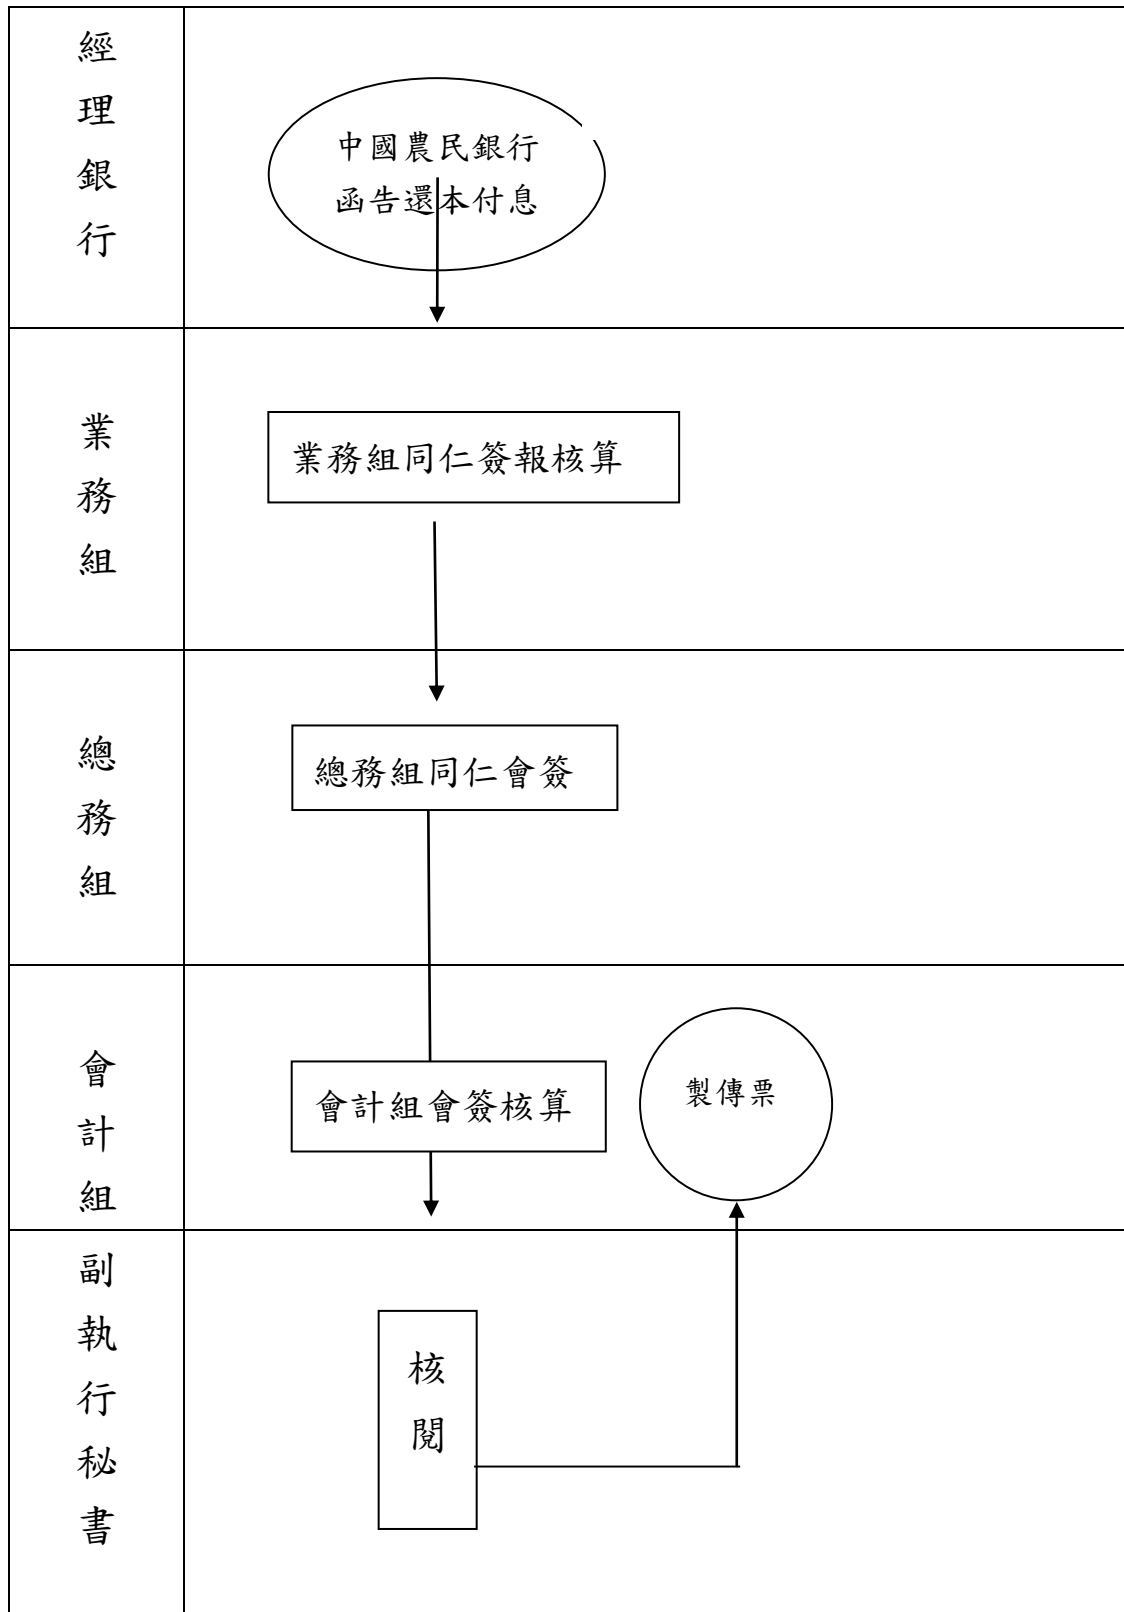 經理銀行
中國農民銀行
函告還本付息
業務組
業務組同仁簽報核算
總務組
總務組同仁會簽
會計組
會計組會簽核算
製傳票
副執行秘書
核閱